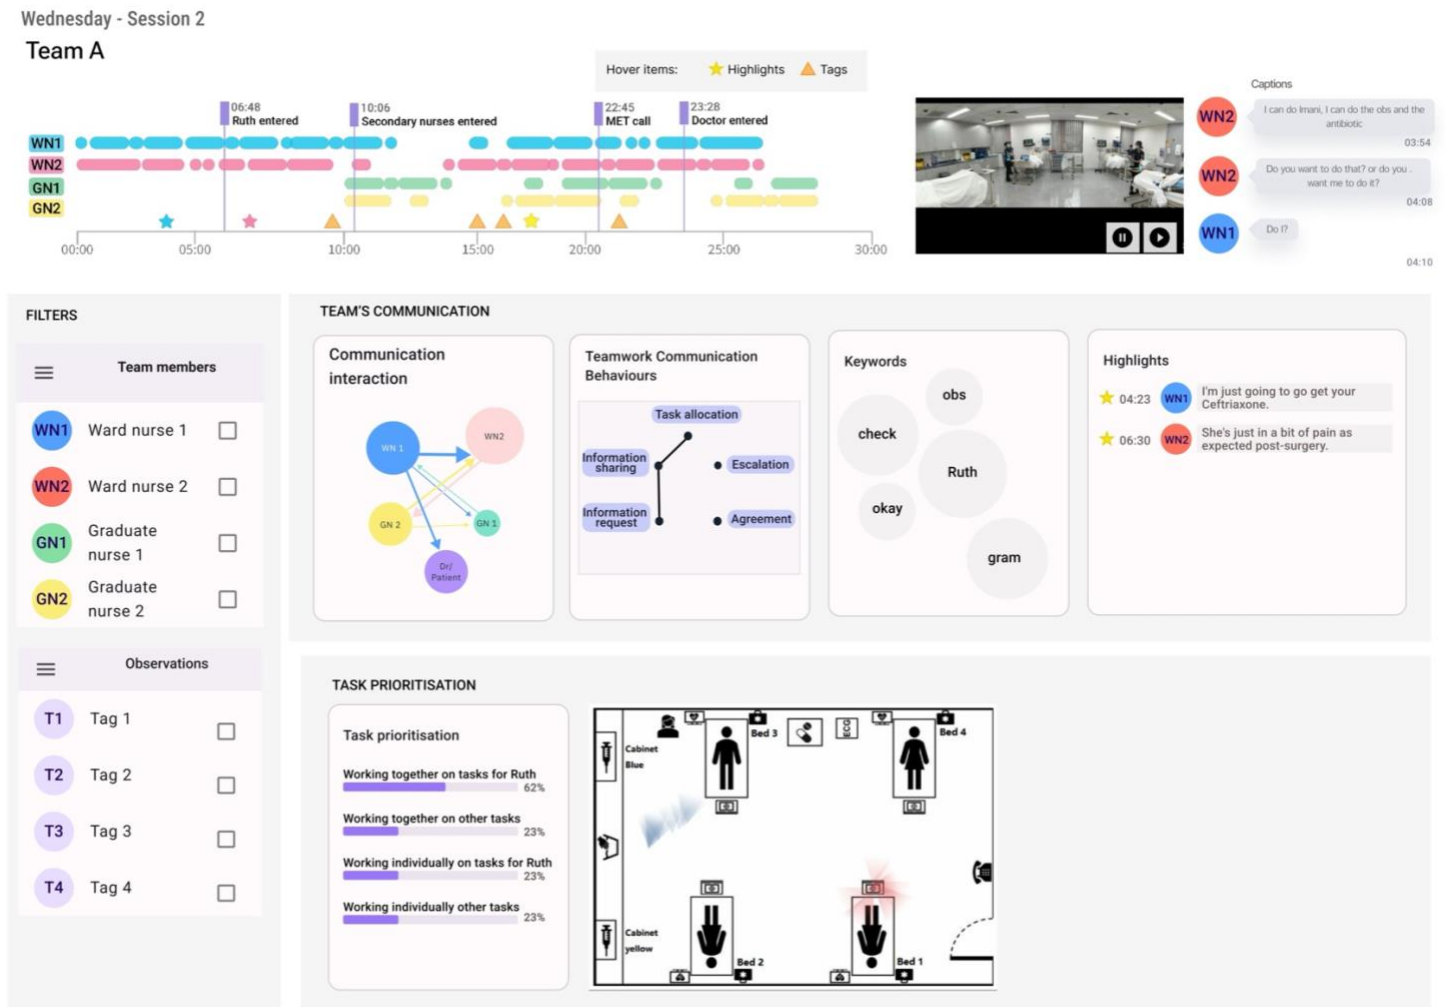 Wednesday - Session 2
Team A
Hover items: Highlights Tags
06:48
Ruth entered
10:06
Secondary nurses entered
22:45
MET call
23:28
Doctor entered
WN1
WN2
GN1
GN2
00:00 05:00 10:00 15:00 20:00 25:00 30:00
Captions
WN2
I can do Imani, I can do the obs and the
antibiotic
03:54
WN2
Do you want to do that? or do you .
want me to do it?
04:08
WN1
Do I?
04:10
FILTERS
Team members
WN1 Ward nurse 1
WN2 Ward nurse 2
GN1 Graduate
nurse 1
GN2 Graduate
nurse 2
Observations
T1 Tag 1
T2 Tag 2
T3 Tag 3
T4 Tag 4
TEAM'S COMMUNICATION
Communication
interaction
WN 1
WN2
GN 2
GN 1
Dr/
Patient
Teamwork Communication
Behaviours
Task allocation
Information
sharing
Escalation
Information
request
Agreement
Keywords
obs
check
Ruth
okay
gram
Highlights
04:23 WN1 I'm just going to go get your
Ceftriaxone.
06:30 WN2 She's just in a bit of pain as
expected post-surgery.
TASK PRIORITISATION
Task prioritisation
Working together on tasks for Ruth
62%
Working together on other tasks
23%
Working individually on tasks for Ruth
23%
Working individually other tasks
23%
Cabinet
Blue
Bed 3
ECG
Bed 4
Cabinet
yellow
Bed 2
Bed 1